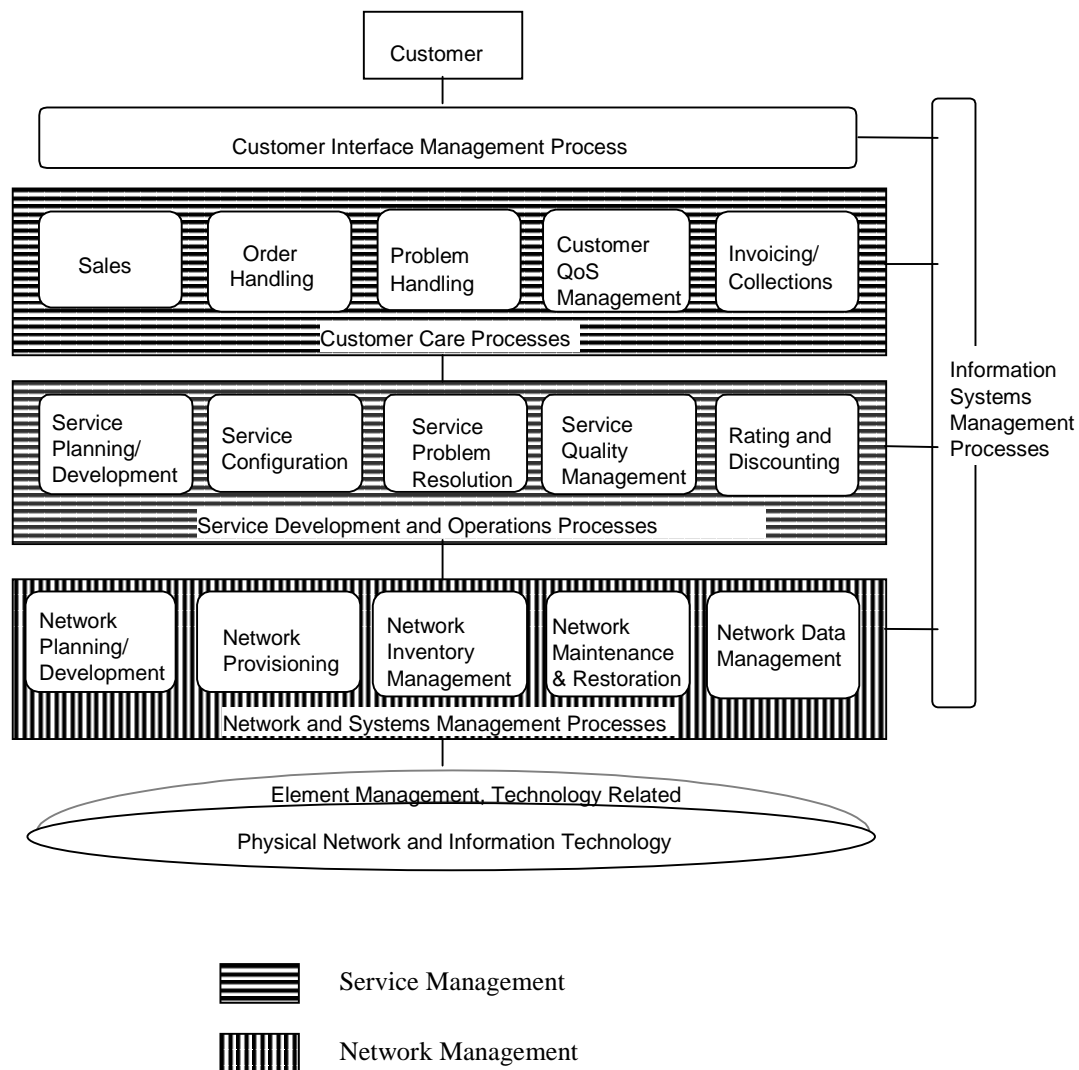 Customer
Customer Interface Management Process
Sales
Order
Handling
Problem
Handling
Customer
QoS
Management
Invoicing/
Collections
Customer Care Processes
Service
Planning/
Development
Service
Configuration
Service
Problem
Resolution
Service
Quality
Management
Rating and
Discounting
Service Development and Operations Processes
Network
Planning/
Development
Network
Provisioning
Network
Inventory
Management
Network
Maintenance
& Restoration
Network Data
Management
Network and Systems Management Processes
Information
Systems
Management
Processes
Element Management, Technology Related
Physical Network and Information Technology
Service Management
Network Management